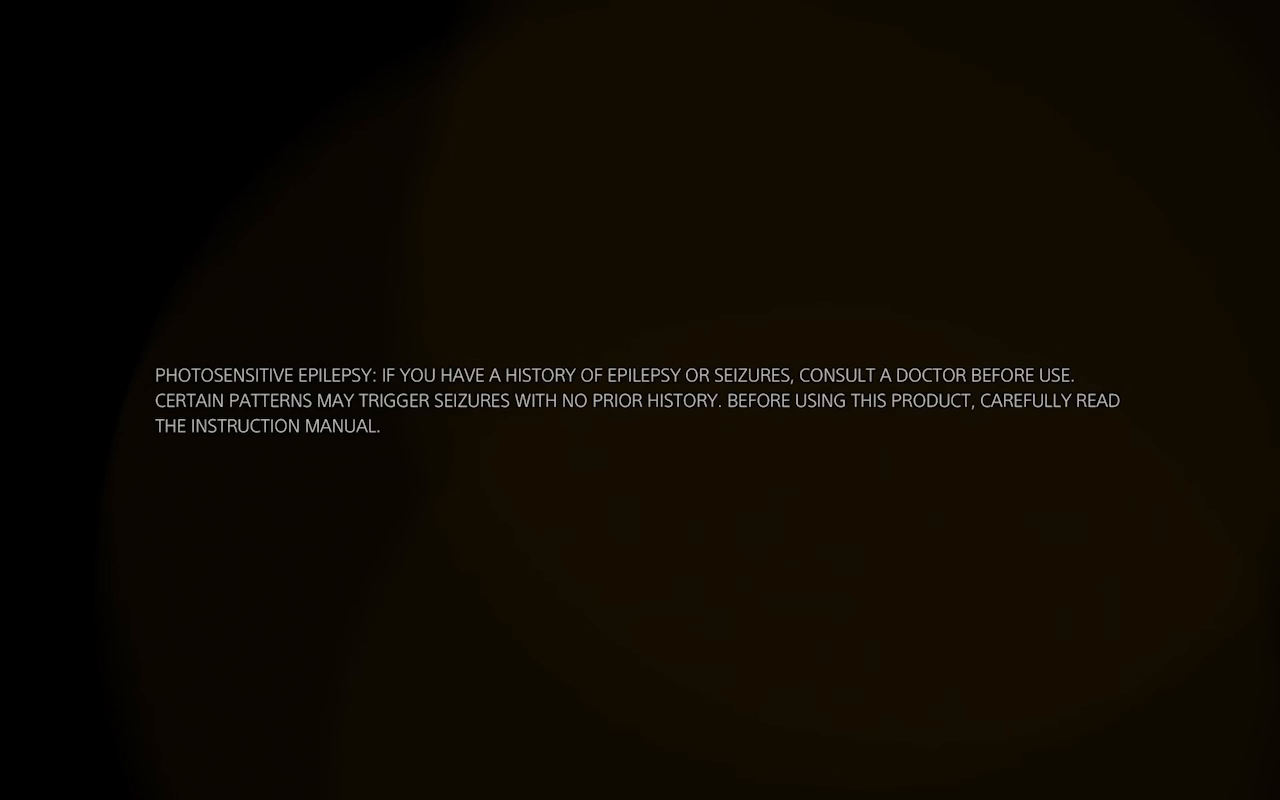 PHOTOSENSITIVE EPILEPSY: IF YOU HAVE A HISTORY OF EPILEPSY OR SEIZURES, CONSULT A DOCTOR BEFORE USE.
CERTAIN PATTERNS MAY TRIGGER SEIZURES WITH NO PRIOR HISTORY. BEFORE USING THIS PRODUCT, CAREFULLY READ
THE INSTRUCTION MANUAL.